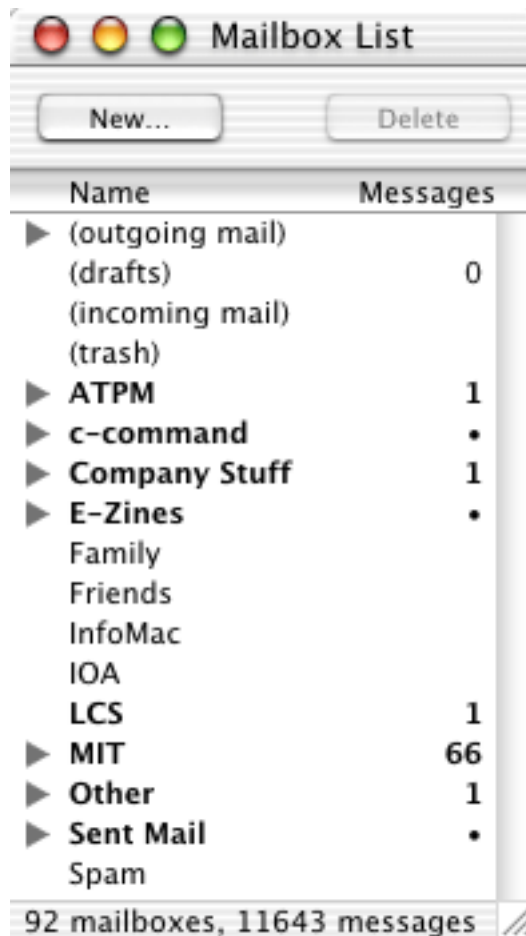 Mailbox List
New... Delete
Name Messages
(outgoing mail)
(drafts) 0
(incoming mail)
(trash)
ATPM 1
c-command •
Company Stuff 1
E-Zines •
Family
Friends
InfoMac
IOA
LCS 1
MIT 66
Other 1
Sent Mail •
Spam
92 mailboxes, 11643 messages